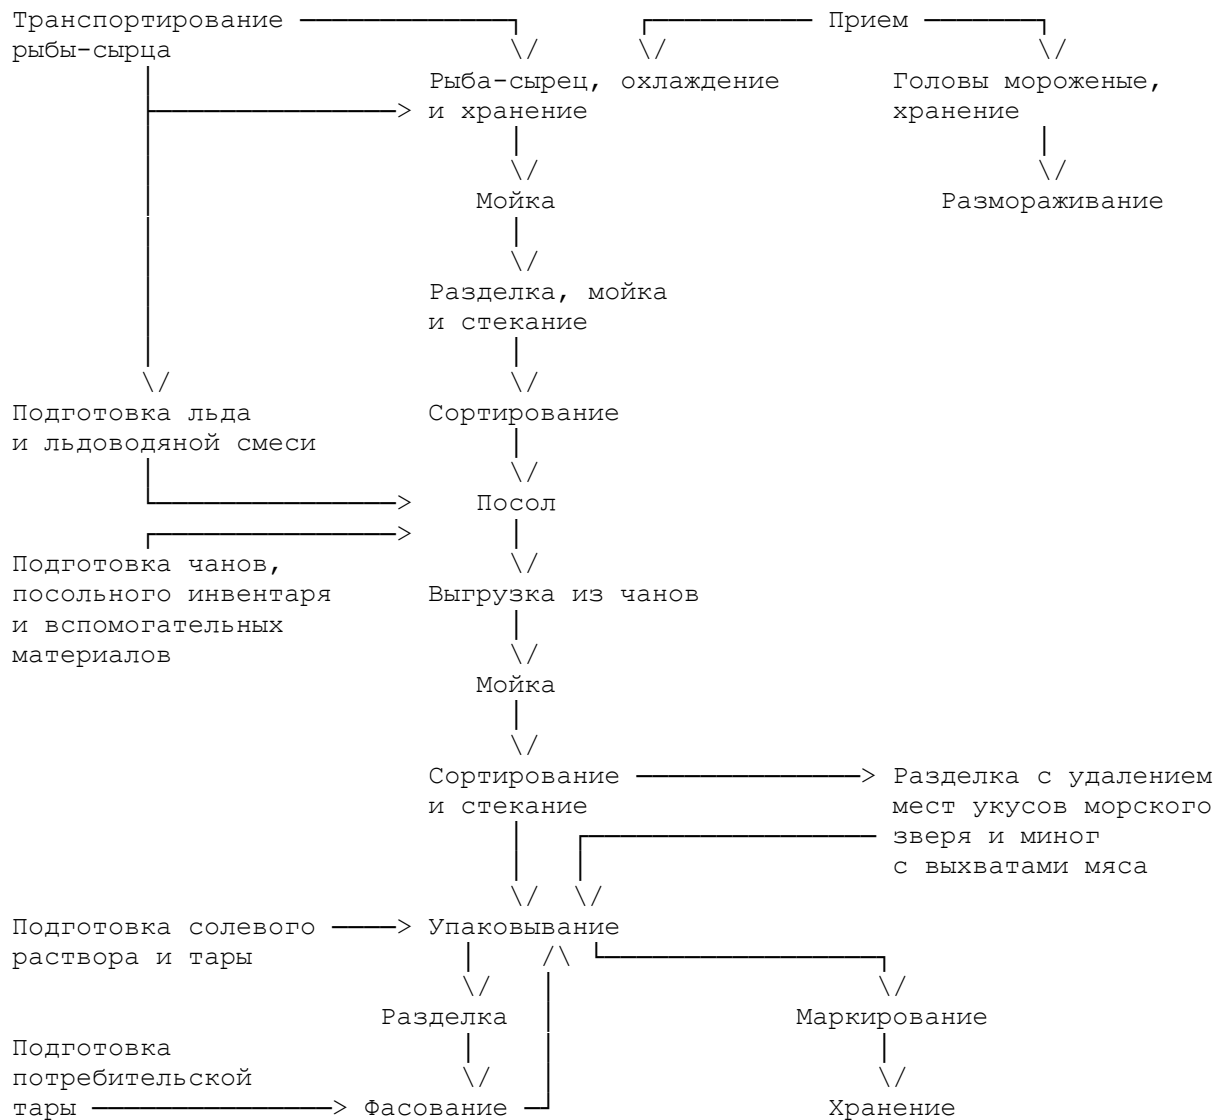 Транспортирование
Прием
рыбы-сырца
Рыба-сырец, охлаждение
Головы мороженые,
и хранение
хранение
Мойка
Размораживание
Разделка, мойка
и стекание
Подготовка льда
Сортирование
и льдоводяной смеси
Посол
Подготовка чанов,
посольного инвентаря
Выгрузка из чанов
и вспомогательных
материалов
Мойка
Сортирование
Разделка с удалением
и стекание
мест укусов морского
зверя и миног
с выхватами мяса
Подготовка солевого
Упаковывание
раствора и тары
Разделка
Маркирование
Подготовка
потребительской
тары
Фасование
Хранение